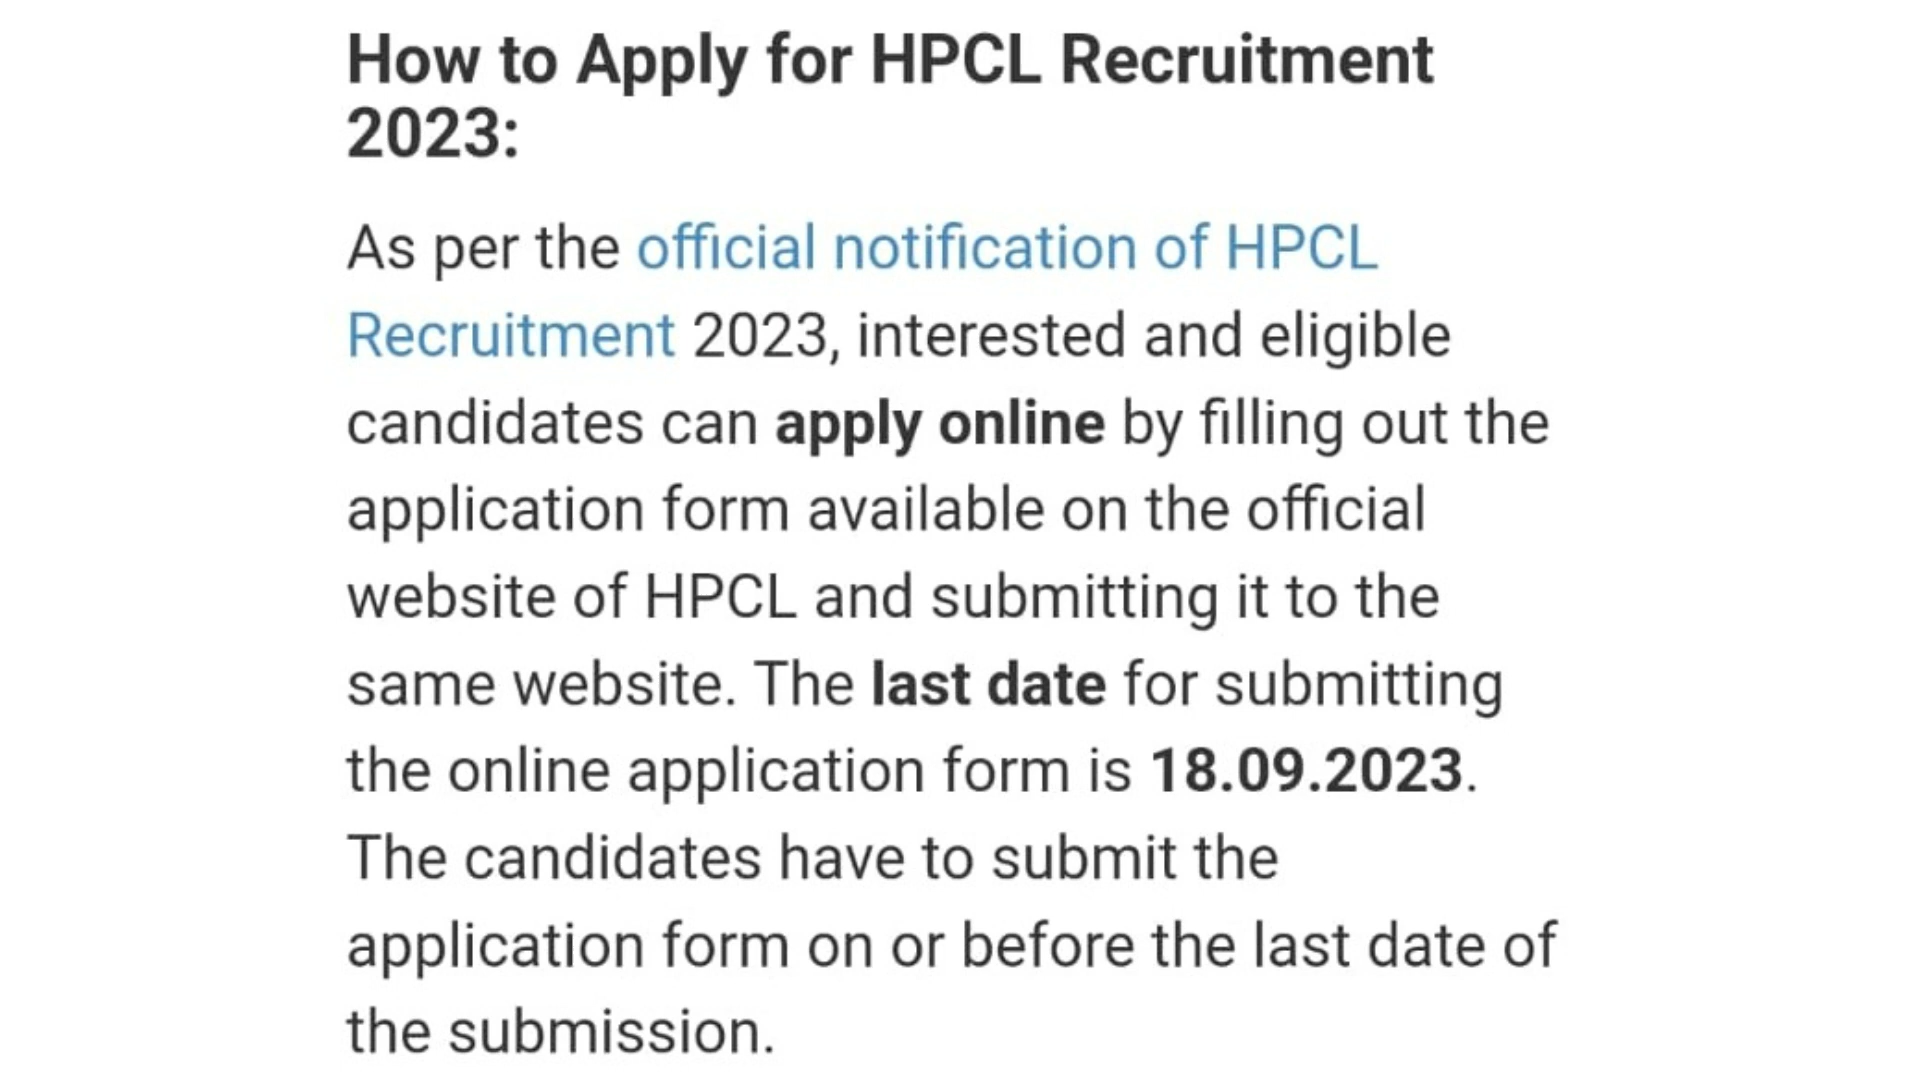 How to Apply for HPCL Recruitment
2023:
As per the official notification of HPCL
Recruitment 2023, interested and eligible
candidates can apply online by filling out the
application form available on the official
website of HPCL and submitting it to the
same website. The last date for submitting
the online application form is 18.09.2023.
The candidates have to submit the
application form on or before the last date of
the submission.